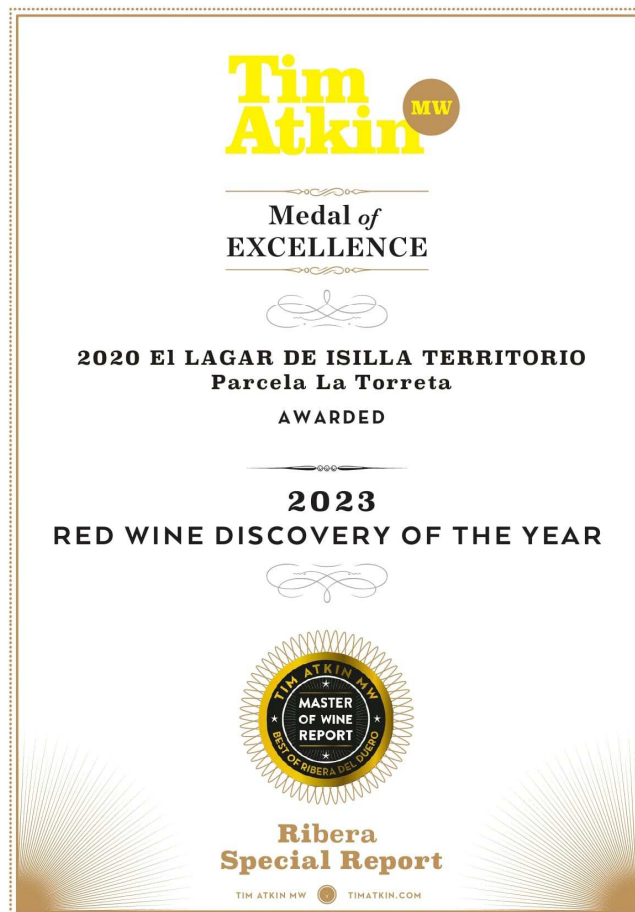 Tim
Atkin
MW
Medal of
EXCELLENCE
2020 El LAGAR DE ISILLA TERRITORIO
Parcela La Torreta
AWARDED
2023
RED WINE DISCOVERY OF THE YEAR
TIM ATKIN MW
MASTER
OF WINE
REPORT
BEST OF RIBERA DEL DUERO
Ribera
Special Report
TIM ATKIN MW TIMATKIN.COM